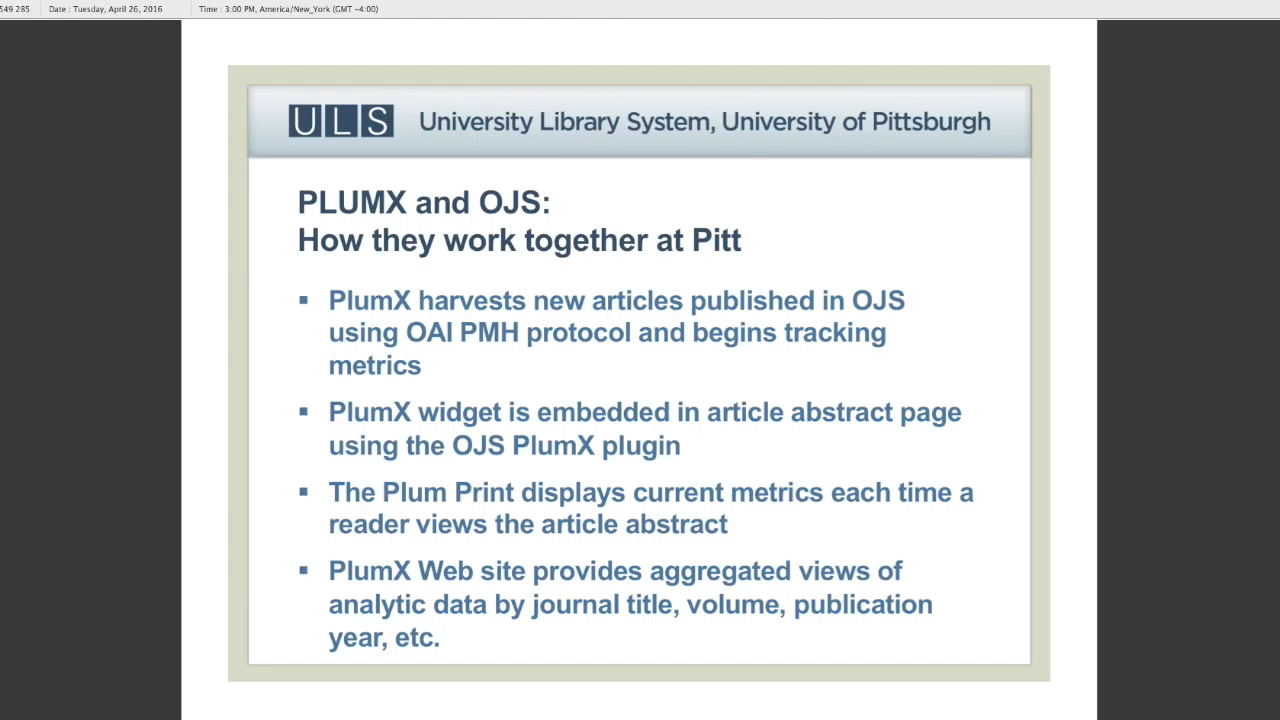 549 285 Date : Tuesday, April 26, 2016 Time : 3:00 PM, America/New_York (GMT -4:00)
ULS University Library System, University of Pittsburgh
PLUMX and OJS:
How they work together at Pitt
▪ PlumX harvests new articles published in OJS
using OAI PMH protocol and begins tracking
metrics
▪ PlumX widget is embedded in article abstract page
using the OJS PlumX plugin
▪ The Plum Print displays current metrics each time a
reader views the article abstract
▪ PlumX Web site provides aggregated views of
analytic data by journal title, volume, publication
year, etc.